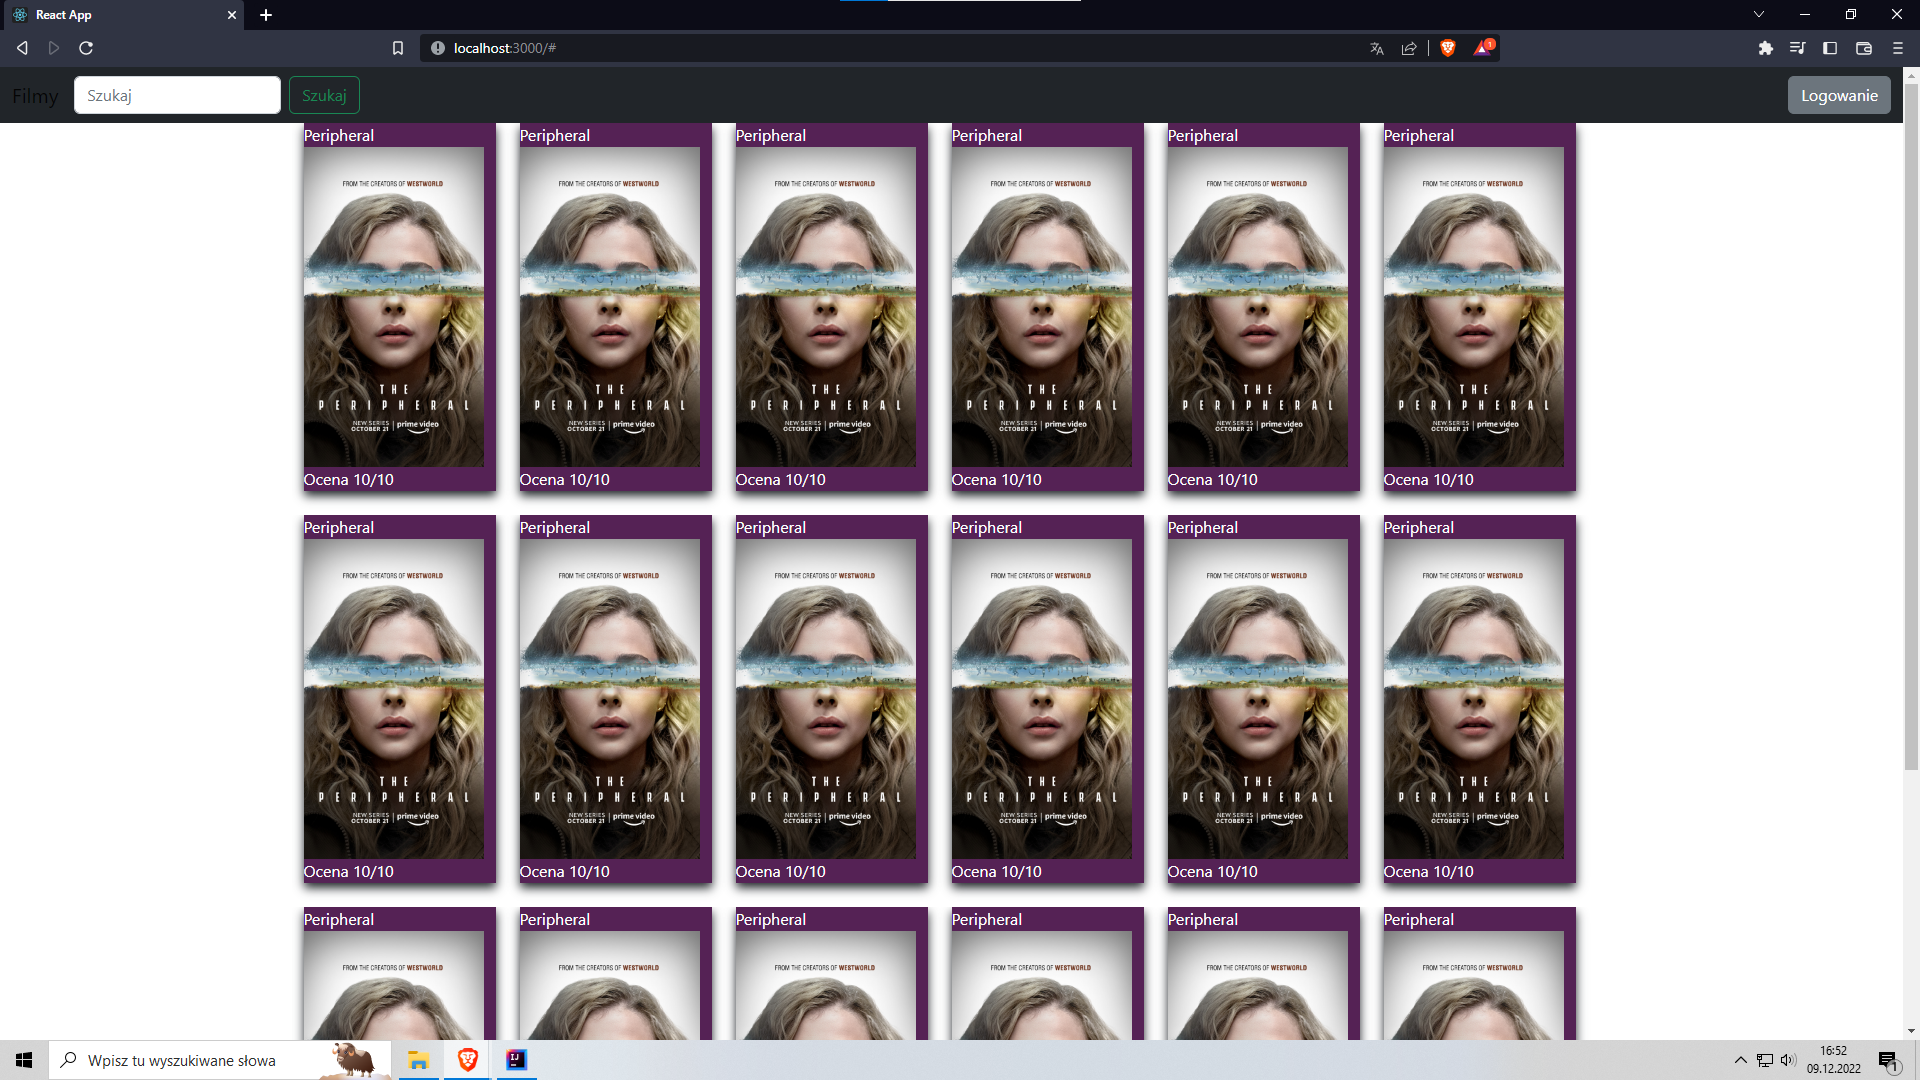 React App
localhost:3000/#
1
Filmy
Szukaj
Szukaj
Logowanie
Peripheral Peripheral Peripheral Peripheral Peripheral Peripheral
FROM THE CREATORS OF WESTWORLD FROM THE CREATORS OF WESTWORLD FROM THE CREATORS OF WESTWORLD FROM THE CREATORS OF WESTWORLD FROM THE CREATORS OF WESTWORLD FROM THE CREATORS OF WESTWORLD
THE THE THE THE THE THE
PERIPHERAL PERIPHERAL PERIPHERAL PERIPHERAL PERIPHERAL PERIPHERAL
NEW SERIES OCTOBER 21 | prime video NEW SERIES OCTOBER 21 | prime video NEW SERIES OCTOBER 21 | prime video NEW SERIES OCTOBER 21 | prime video NEW SERIES OCTOBER 21 | prime video NEW SERIES OCTOBER 21 | prime video
Ocena 10/10 Ocena 10/10 Ocena 10/10 Ocena 10/10 Ocena 10/10 Ocena 10/10
Peripheral Peripheral Peripheral Peripheral Peripheral Peripheral
FROM THE CREATORS OF WESTWORLD FROM THE CREATORS OF WESTWORLD FROM THE CREATORS OF WESTWORLD FROM THE CREATORS OF WESTWORLD FROM THE CREATORS OF WESTWORLD FROM THE CREATORS OF WESTWORLD
THE THE THE THE THE THE
PERIPHERAL PERIPHERAL PERIPHERAL PERIPHERAL PERIPHERAL PERIPHERAL
NEW SERIES OCTOBER 21 | prime video NEW SERIES OCTOBER 21 | prime video NEW SERIES OCTOBER 21 | prime video NEW SERIES OCTOBER 21 | prime video NEW SERIES OCTOBER 21 | prime video NEW SERIES OCTOBER 21 | prime video
Ocena 10/10 Ocena 10/10 Ocena 10/10 Ocena 10/10 Ocena 10/10 Ocena 10/10
Peripheral Peripheral Peripheral Peripheral Peripheral Peripheral
FROM THE CREATORS OF WESTWORLD FROM THE CREATORS OF WESTWORLD FROM THE CREATORS OF WESTWORLD FROM THE CREATORS OF WESTWORLD FROM THE CREATORS OF WESTWORLD FROM THE CREATORS OF WESTWORLD
Wpisz tu wyszukiwane słowa
IJ
16:52
09.12.2022
1